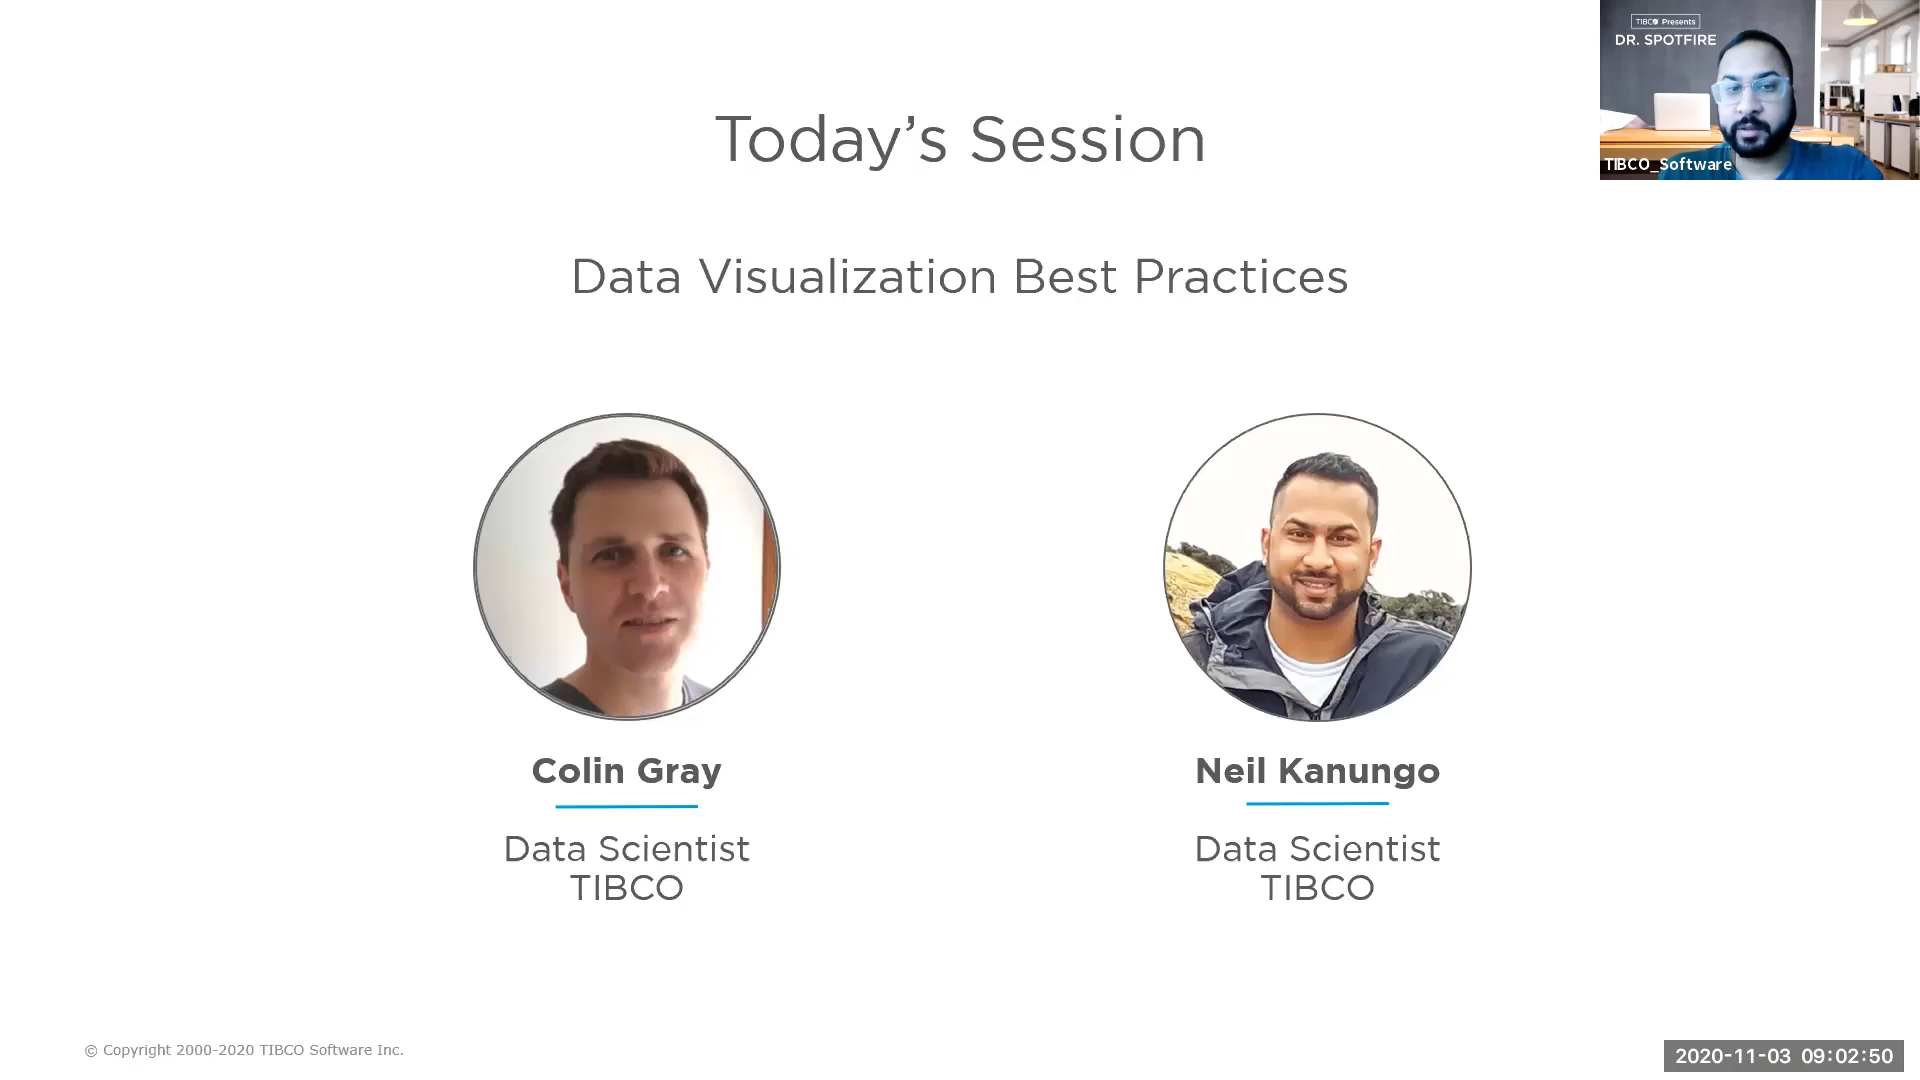 TIBCO Presents
DR. SPOTFIRE
TIBCO_Software
Today’s Session
Data Visualization Best Practices
Colin Gray
Data Scientist
TIBCO
Neil Kanungo
Data Scientist
TIBCO
© Copyright 2000-2020 TIBCO Software Inc.
2020-11-03 09:02:50